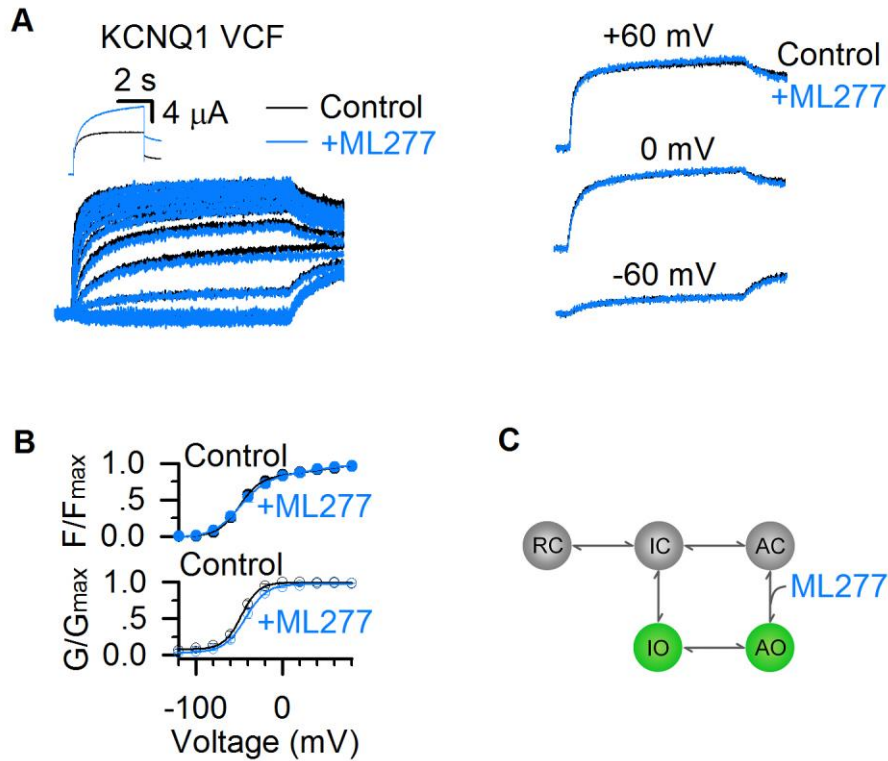 A
KCNQ1 VCF
2 s
4 µA
Control
+ML277
+60 mV
Control
+ML277
0 mV
-60 mV
B
Control
+ML277
F/Fmax
1.0
.5
0.0
Control
+ML277
G/Gmax
1.0
.5
0.0
-100 0
Voltage (mV)
C
RC IC AC
ML277
IO AO